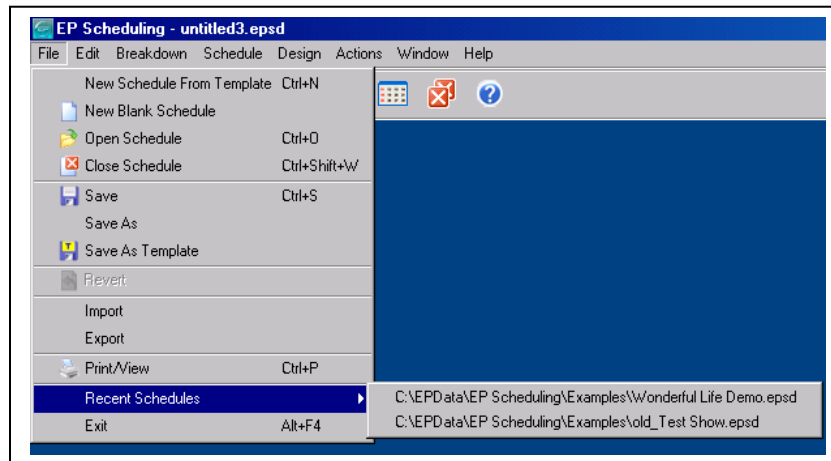 EP Scheduling - untitled3.epsd
File Edit Breakdown Schedule Design Actions Window Help
New Schedule From Template Ctrl+N
New Blank Schedule
Open Schedule Ctrl+O
Close Schedule Ctrl+Shift+W
Save Ctrl+S
Save As
T
Save As Template
Revert
Import
Export
Print/View Ctrl+P
Recent Schedules
C:\EPData\EP Scheduling\Examples\Wonderful Life Demo.epsd
C:\EPData\EP Scheduling\Examples\old_Test Show.epsd
Exit Alt+F4